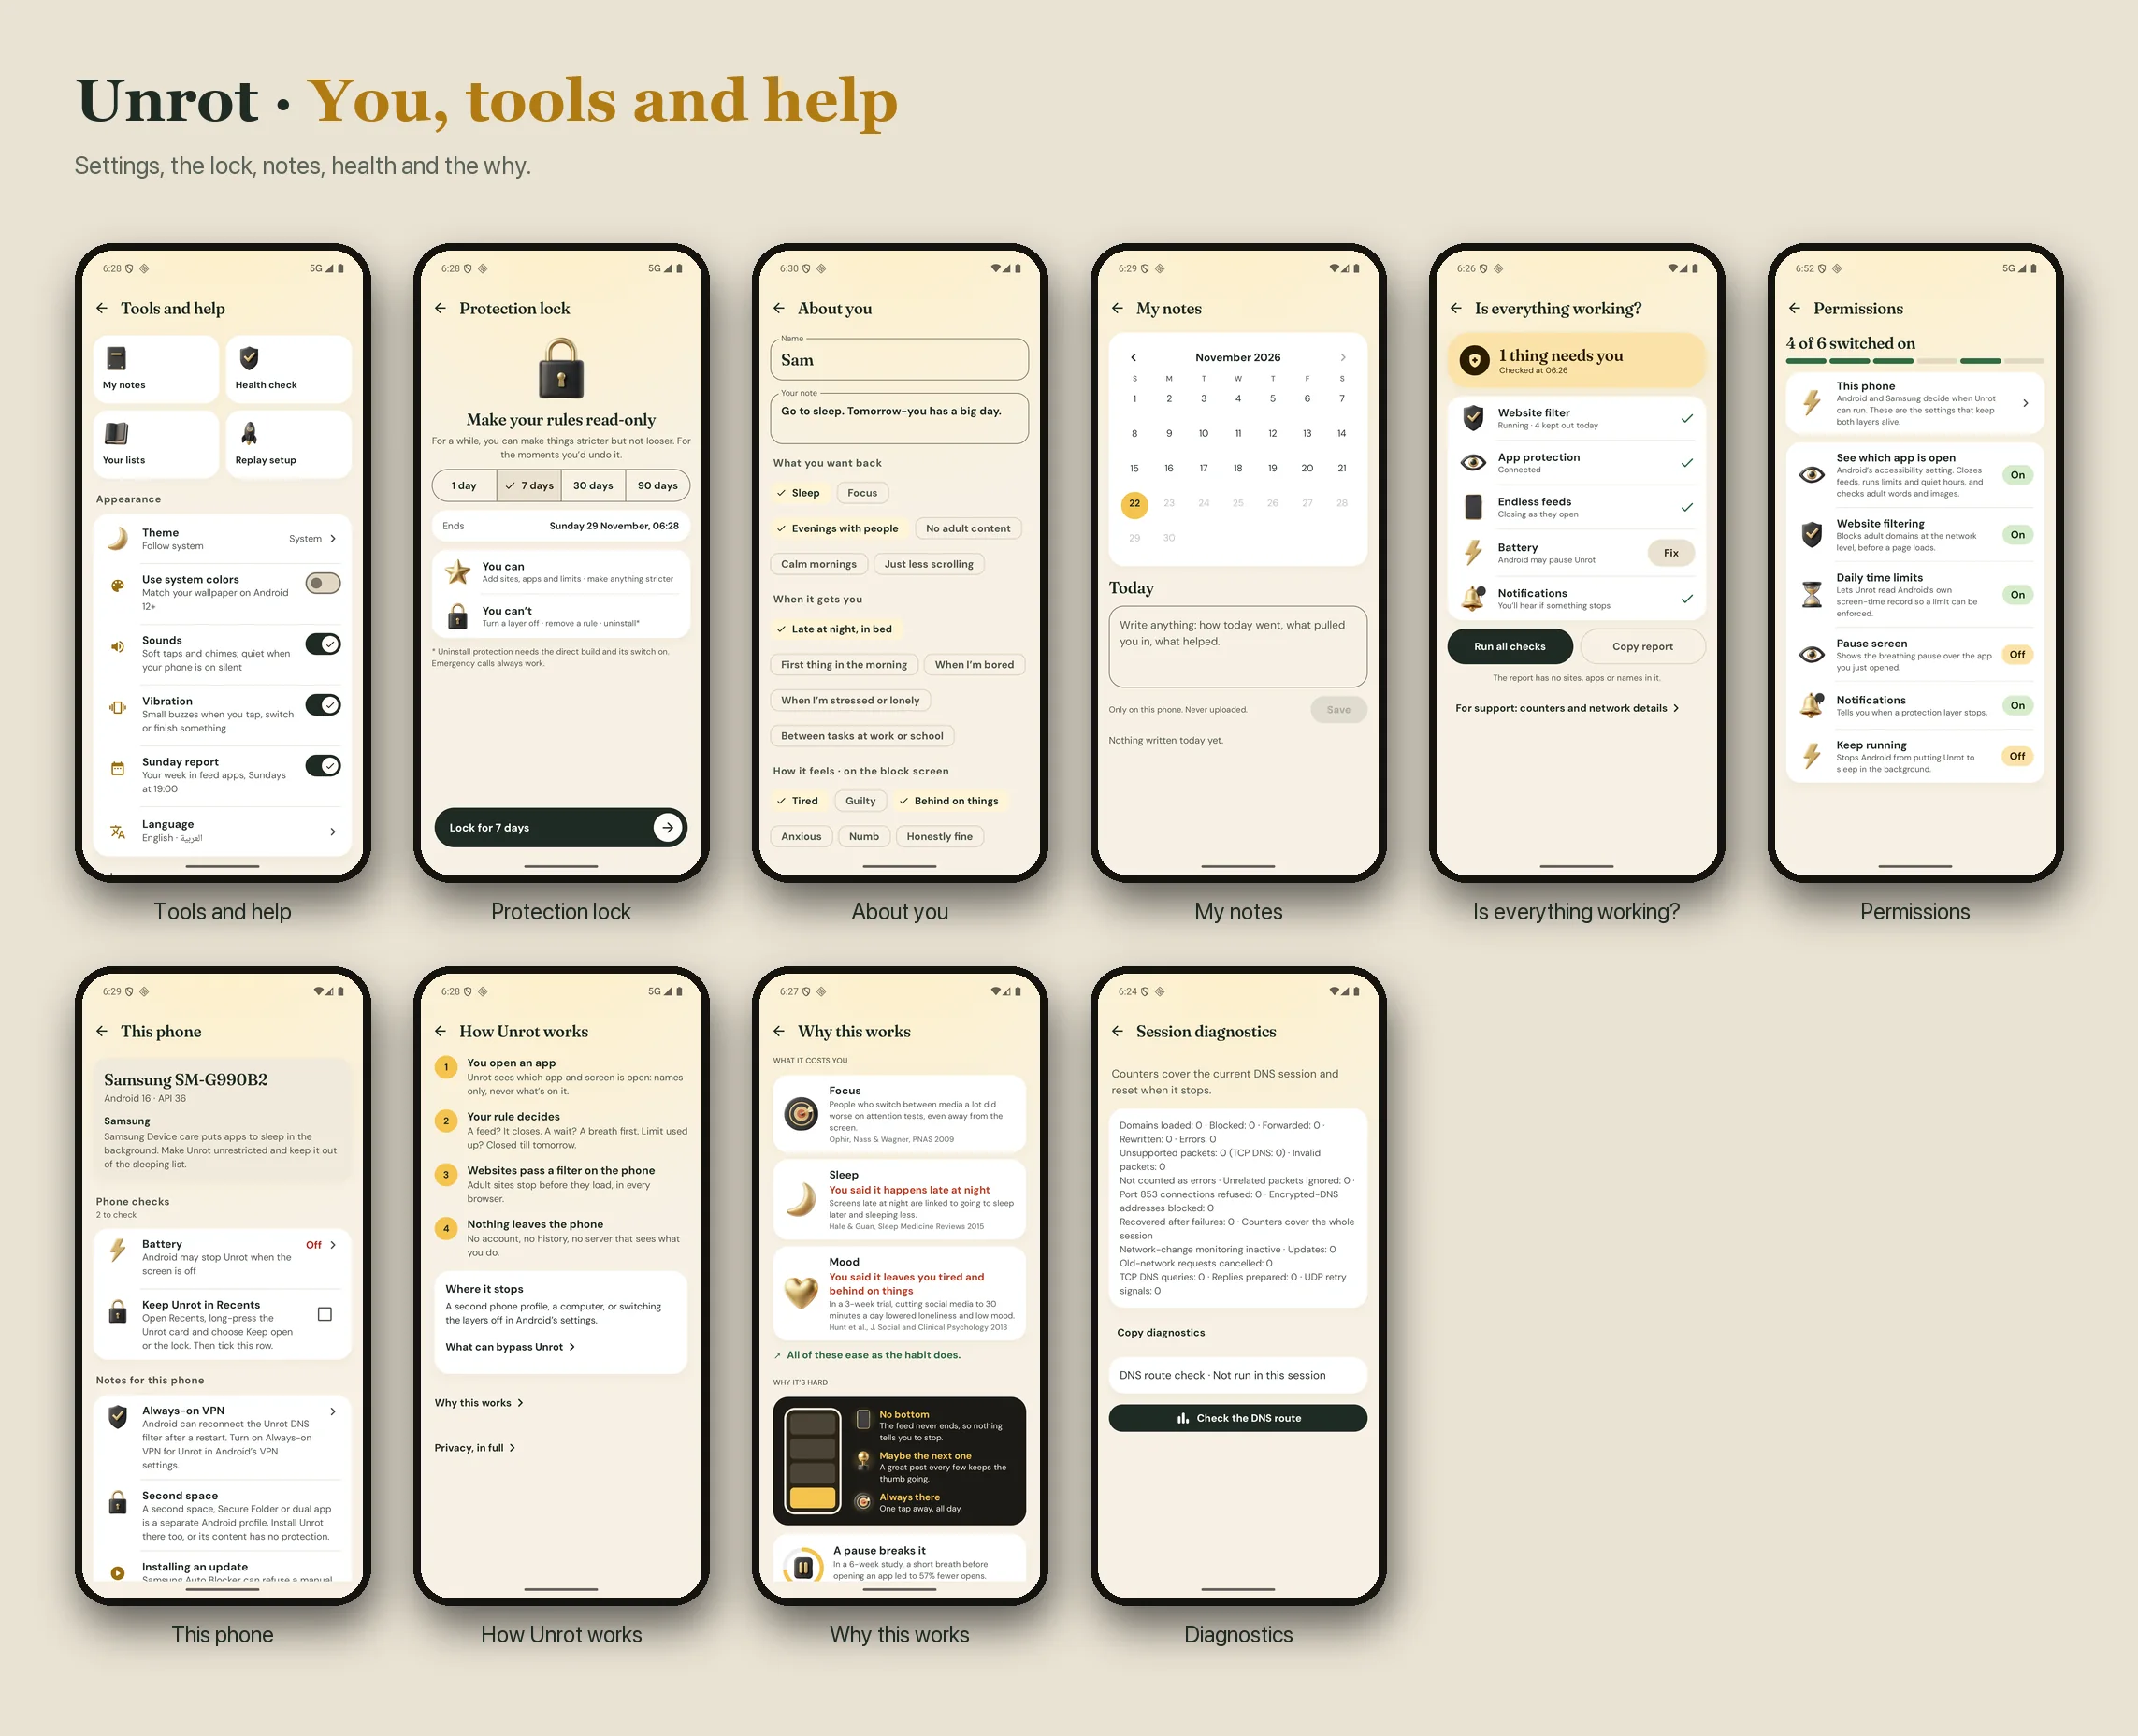 Unrot · You, tools and help
Settings, the lock, notes, health and the why.
6:28
5G
Tools and help
My notes
Health check
Your lists
Replay setup
Appearance
Theme
Follow system
System
Use system colors
Match your wallpaper on Android
12+
Sounds
Soft taps and chimes; quiet when
your phone is on silent
Vibration
Small buzzes when you tap, switch
or finish something
Sunday report
Your week in feed apps, Sundays
at 19:00
Language
English · العربية
Tools and help
6:28
5G
Protection lock
Make your rules read-only
For a while, you can make things stricter but not looser. For
the moments you'd undo it.
1 day
7 days
30 days
90 days
Ends
Sunday 29 November, 06:28
You can
Add sites, apps and limits · make anything stricter
You can't
Turn a layer off · remove a rule · uninstall*
* Uninstall protection needs the direct build and its switch on.
Emergency calls always work.
Lock for 7 days
Protection lock
6:30
About you
Name
Sam
Your note
Go to sleep. Tomorrow-you has a big day.
What you want back
Sleep
Focus
Evenings with people
No adult content
Calm mornings
Just less scrolling
When it gets you
Late at night, in bed
First thing in the morning
When I'm bored
When I'm stressed or lonely
Between tasks at work or school
How it feels · on the block screen
Tired
Guilty
Behind on things
Anxious
Numb
Honestly fine
About you
6:29
My notes
November 2026
S M T W T F S
1 2 3 4 5 6 7
8 9 10 11 12 13 14
15 16 17 18 19 20 21
22 23 24 25 26 27 28
29 30
Today
Write anything: how today went, what pulled
you in, what helped.
Only on this phone. Never uploaded.
Save
Nothing written today yet.
My notes
6:26
Is everything working?
1 thing needs you
Checked at 06:26
Website filter
Running · 4 kept out today
App protection
Connected
Endless feeds
Closing as they open
Battery
Android may pause Unrot
Fix
Notifications
You'll hear if something stops
Run all checks
Copy report
The report has no sites, apps or names in it.
For support: counters and network details
Is everything working?
6:52
5G
Permissions
4 of 6 switched on
This phone
Android and Samsung decide when Unrot
can run. These are the settings that keep
both layers alive.
See which app is open
Android's accessibility setting. Closes
feeds, runs limits and quiet hours, and
checks adult words and images.
On
Website filtering
Blocks adult domains at the network
level, before a page loads.
On
Daily time limits
Lets Unrot read Android's own
screen-time record so a limit can be
enforced.
On
Pause screen
Shows the breathing pause over the app
you just opened.
Off
Notifications
Tells you when a protection layer stops.
On
Keep running
Stops Android from putting Unrot to
sleep in the background.
Off
Permissions
6:29
This phone
Samsung SM-G990B2
Android 16 · API 36
Samsung
Samsung Device care puts apps to sleep in the
background. Make Unrot unrestricted and keep it out
of the sleeping list.
Phone checks
2 to check
Battery
Android may stop Unrot when the
screen is off
Off
Keep Unrot in Recents
Open Recents, long-press the
Unrot card and choose Keep open
or the lock. Then tick this row.
Notes for this phone
Always-on VPN
Android can reconnect the Unrot DNS
filter after a restart. Turn on Always-on
VPN for Unrot in Android's VPN
settings.
Second space
A second space, Secure Folder or dual app
is a separate Android profile. Install Unrot
there too, or its content has no protection.
Installing an update
Samsung Auto Blocker can refuse a manual
This phone
6:28
5G
How Unrot works
1
You open an app
Unrot sees which app and screen is open: names
only, never what's on it.
2
Your rule decides
A feed? It closes. A wait? A breath first. Limit used
up? Closed till tomorrow.
3
Websites pass a filter on the phone
Adult sites stop before they load, in every
browser.
4
Nothing leaves the phone
No account, no history, no server that sees what
you do.
Where it stops
A second phone profile, a computer, or switching
the layers off in Android's settings.
What can bypass Unrot
Why this works
Privacy, in full
How Unrot works
6:27
Why this works
WHAT IT COSTS YOU
Focus
People who switch between media a lot did
worse on attention tests, even away from the
screen.
Ophir, Nass & Wagner, PNAS 2009
Sleep
You said it happens late at night
Screens late at night are linked to going to sleep
later and sleeping less.
Hale & Guan, Sleep Medicine Reviews 2015
Mood
You said it leaves you tired and
behind on things
In a 3-week trial, cutting social media to 30
minutes a day lowered loneliness and low mood.
Hunt et al., J. Social and Clinical Psychology 2018
All of these ease as the habit does.
WHY IT'S HARD
No bottom
The feed never ends, so nothing
tells you to stop.
Maybe the next one
A great post every few keeps the
thumb going.
Always there
One tap away, all day.
A pause breaks it
In a 6-week study, a short breath before
opening an app led to 57% fewer opens.
Why this works
6:24
Session diagnostics
Counters cover the current DNS session and
reset when it stops.
Domains loaded: 0 · Blocked: 0 · Forwarded: 0 ·
Rewritten: 0 · Errors: 0
Unsupported packets: 0 (TCP DNS: 0) · Invalid
packets: 0
Not counted as errors · Unrelated packets ignored: 0 ·
Port 853 connections refused: 0 · Encrypted-DNS
addresses blocked: 0
Recovered after failures: 0 · Counters cover the whole
session
Network-change monitoring inactive · Updates: 0
Old-network requests cancelled: 0
TCP DNS queries: 0 · Replies prepared: 0 · UDP retry
signals: 0
Copy diagnostics
DNS route check · Not run in this session
Check the DNS route
Diagnostics